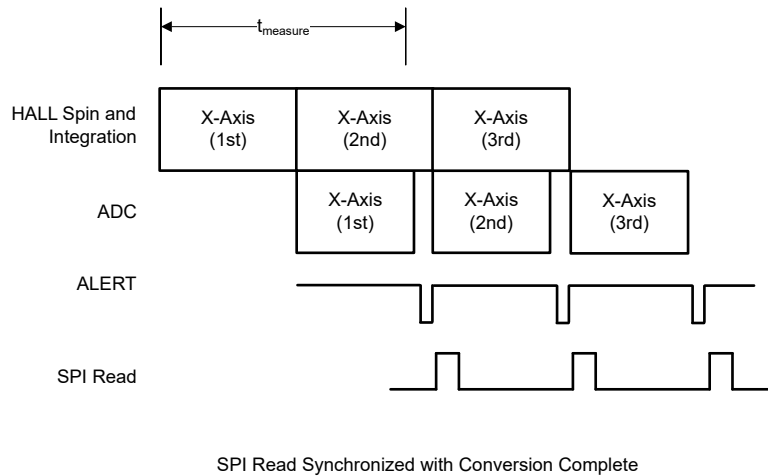 tmeasure
HALL Spin and
Integration
X-Axis
(1st)
X-Axis
(2nd)
X-Axis
(3rd)
ADC
X-Axis
(1st)
X-Axis
(2nd)
X-Axis
(3rd)
ALERT
SPI Read
SPI Read Synchronized with Conversion Complete